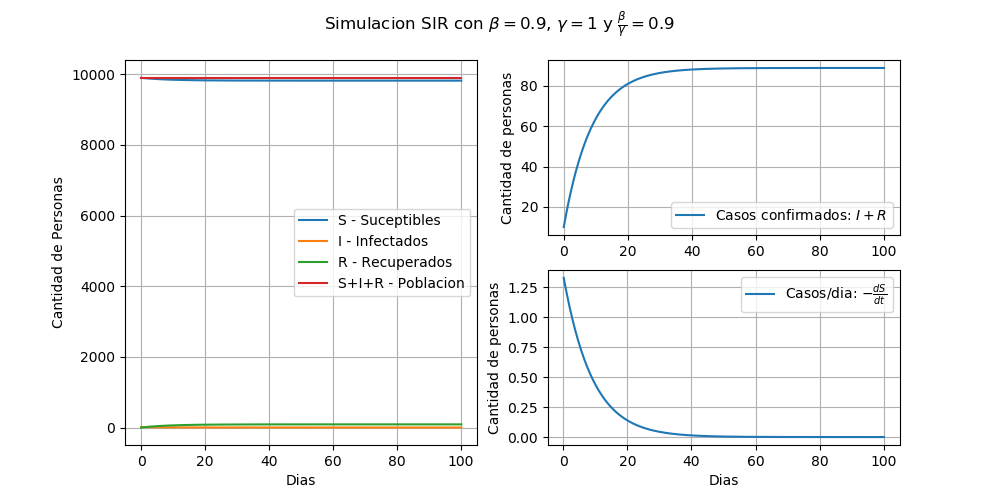 Simulacion SIR con β = 0.9, γ = 1 y β/γ = 0.9
Cantidad de Personas
10000
8000
6000
4000
2000
0
S - Suceptibles
I - Infectados
R - Recuperados
S+I+R - Poblacion
0 20 40 60 80 100
Dias
Cantidad de personas
80
60
40
20
Casos confirmados: I + R
0 20 40 60 80 100
Cantidad de personas
1.25
1.00
0.75
0.50
0.25
0.00
Casos/dia: −dS/dt
0 20 40 60 80 100
Dias